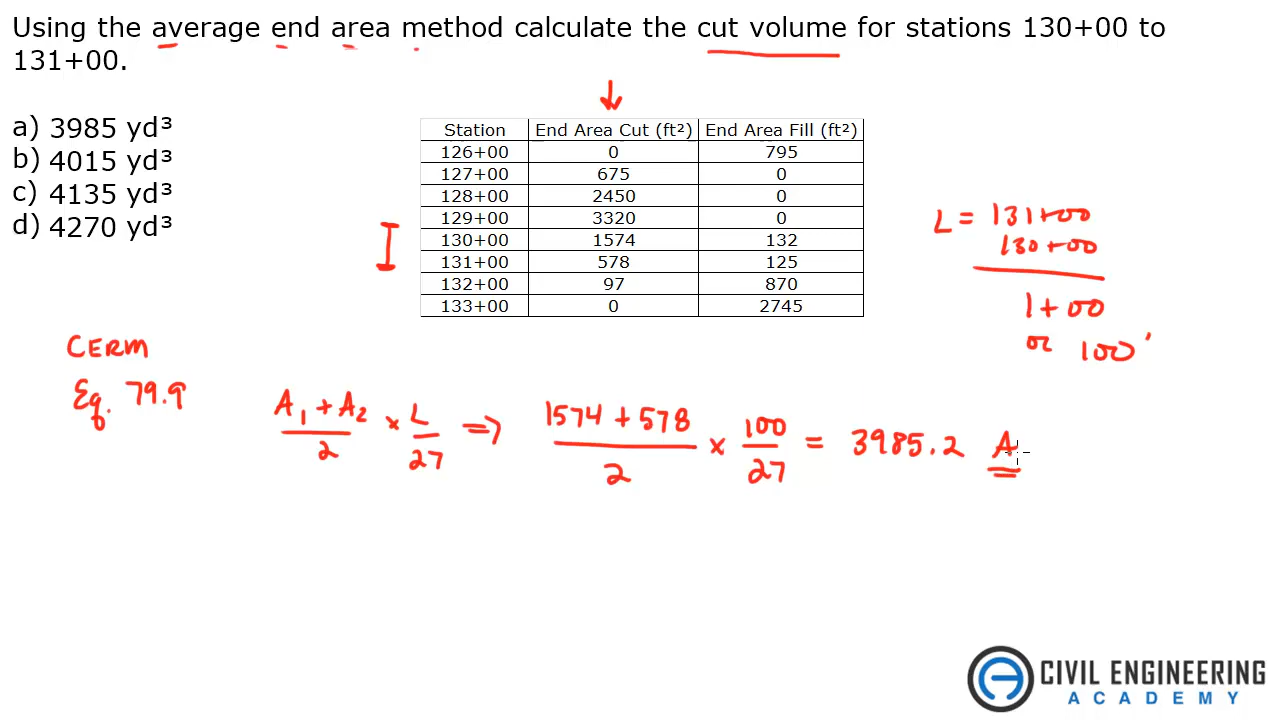 Using the average end area method calculate the cut volume for stations 130+00 to
131+00.
a) 3985 yd³
b) 4015 yd³
c) 4135 yd³
d) 4270 yd³
Station End Area Cut (ft²) End Area Fill (ft²)
126+00 0 795
127+00 675 0
128+00 2450 0
129+00 3320 0
130+00 1574 132
131+00 578 125
132+00 97 870
133+00 0 2745
L = 131+00
130+00
1+00
or 100'
CERM
Eq. 79.9
A₁ + A₂ / 2 × L / 27 => 1574 + 578 / 2 × 100 / 27 = 3985.2 A
CIVIL ENGINEERING
ACADEMY